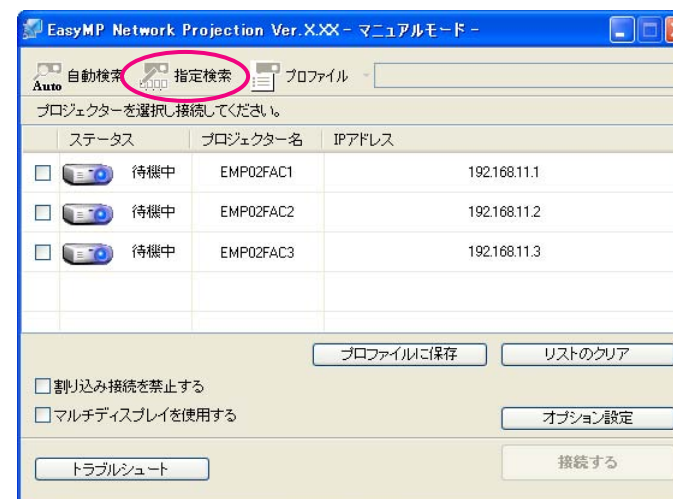 EasyMP Network Projection Ver.X.XX - マニュアルモード -
Auto 自動検索 指定検索 プロファイル
プロジェクターを選択し接続してください。
ステータス プロジェクター名 IPアドレス
待機中 EMP02FAC1 192.168.11.1
待機中 EMP02FAC2 192.168.11.2
待機中 EMP02FAC3 192.168.11.3
プロファイルに保存 リストのクリア
割り込み接続を禁止する
マルチディスプレイを使用する
オプション設定
トラブルシュート 接続する